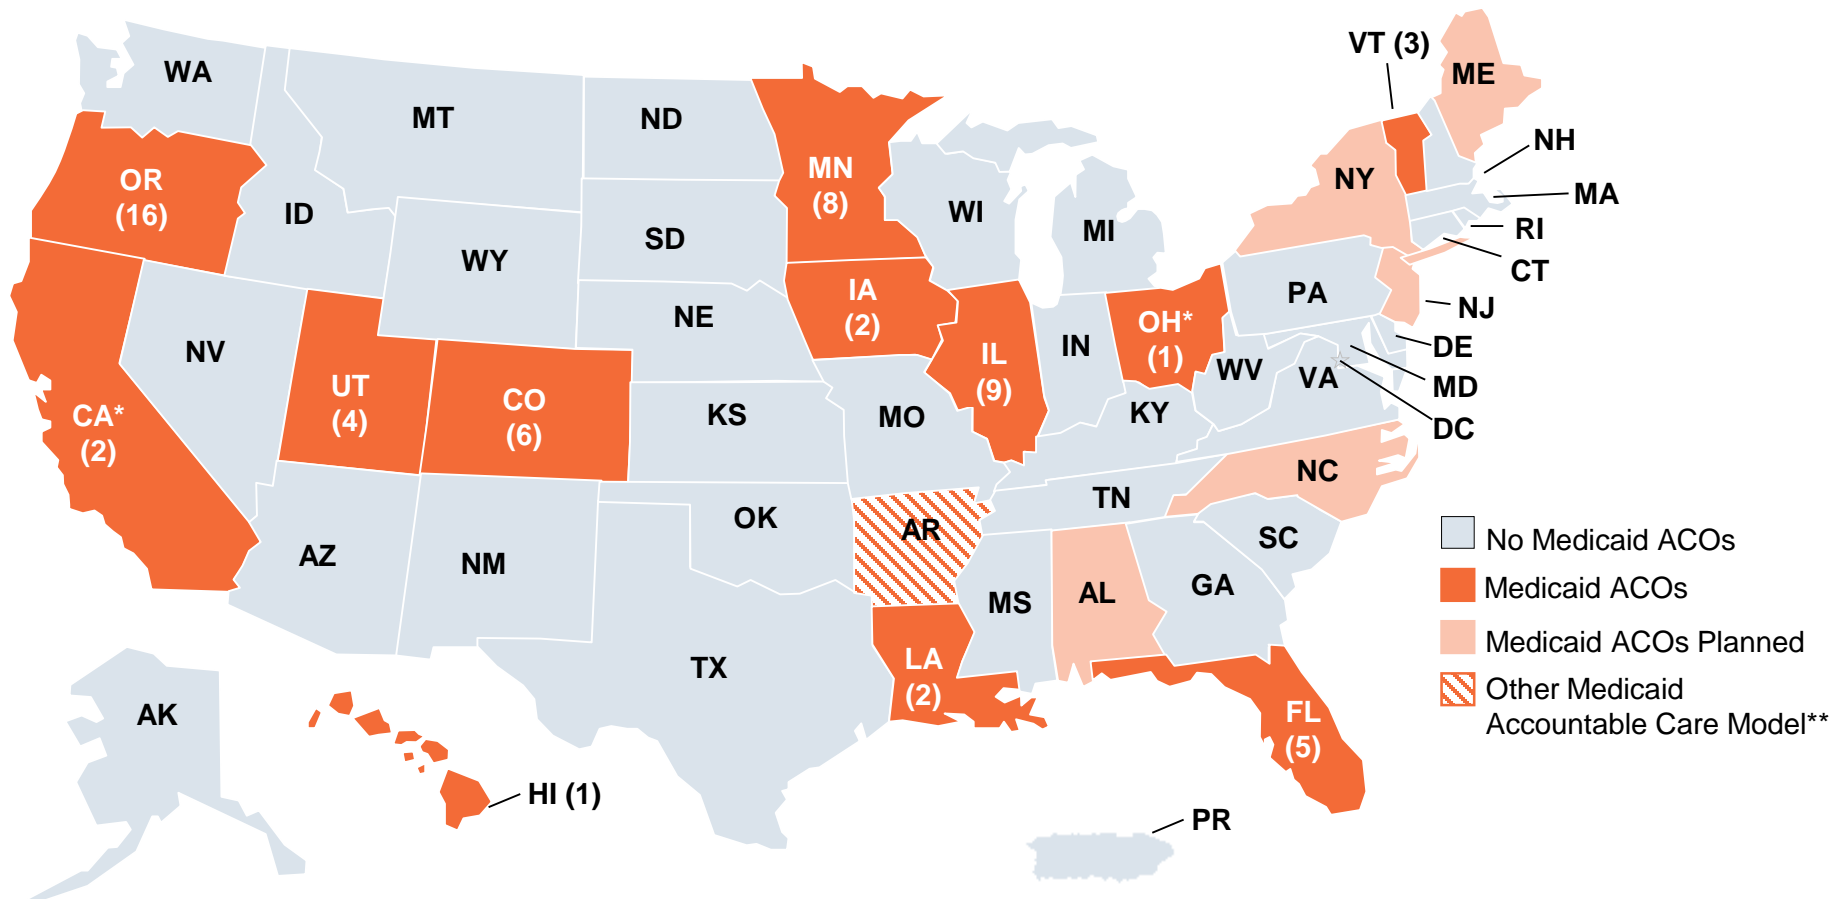 VT (3)
ME
WA
MT
ND
MN
(8)
NH
OR
(16)
NY
MA
ID
WI
MI
RI
SD
WY
CT
IA
(2)
PA
NJ
NE
OH*
(1)
IN
NV
IL
(9)
DE
WV
VA
MD
UT
(4)
CO
(6)
CA*
(2)
KS
MO
KY
DC
NC
TN
OK
AR
SC
AZ
NM
MS
AL
GA
TX
LA
(2)
FL
(5)
AK
HI (1)
PR
No Medicaid ACOs
Medicaid ACOs
Medicaid ACOs Planned
Other Medicaid
Accountable Care Model**